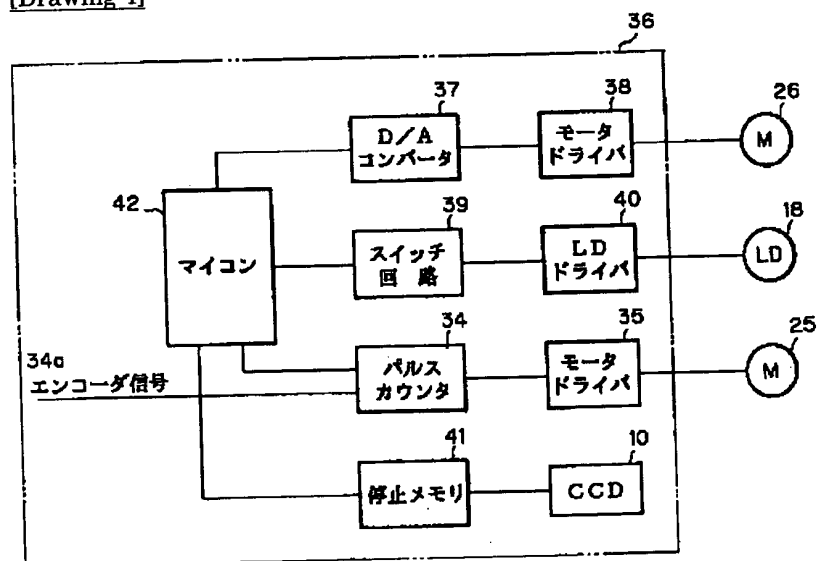 [Drawing 4]
36
37
38
26
D/A
コンバータ
モータ
ドライバ
M
42
39
40
18
マイコン
スイッチ
回 路
LD
ドライバ
LD
34a
エンコーダ信号
34
35
25
パルス
カウンタ
モータ
ドライバ
M
41
10
停止メモリ
CCD